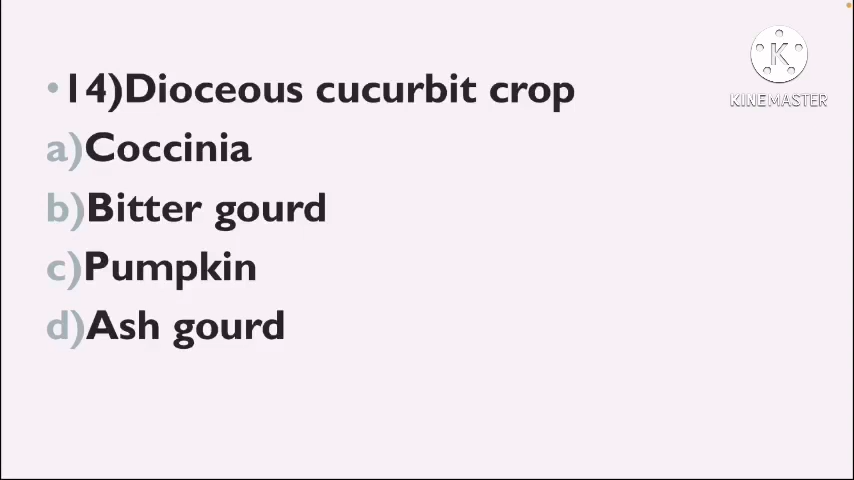 •14)Dioceous cucurbit crop
a)Coccinia
b)Bitter gourd
c)Pumpkin
d)Ash gourd
K
KINEMASTER